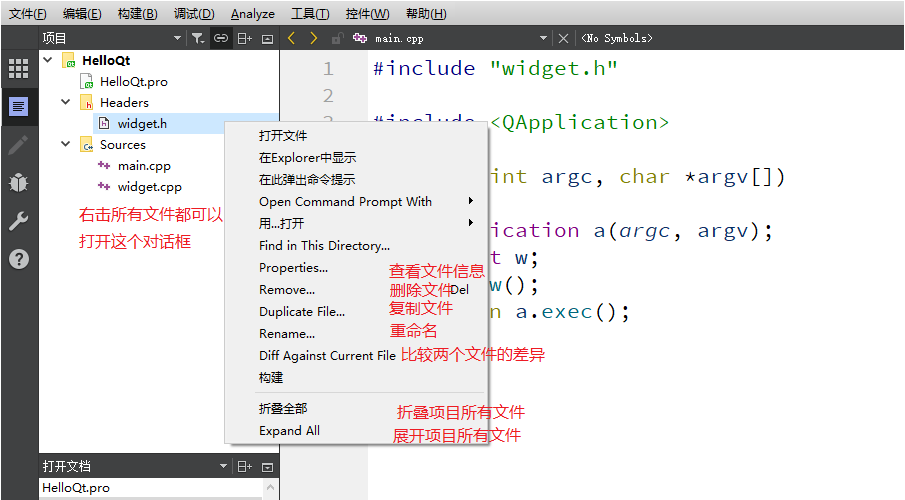 文件(F) 编辑(E) 构建(B) 调试(D) Analyze 工具(T) 控件(W) 帮助(H)
项目
main.cpp
<No Symbols>
HelloQt
HelloQt.pro
Headers
widget.h
Sources
main.cpp
widget.cpp
右击所有文件都可以
打开这个对话框
打开文件
在Explorer中显示
在此弹出命令提示
Open Command Prompt With
用...打开
Find in This Directory...
Properties... 查看文件信息
Remove... 删除文件 Del
Duplicate File... 复制文件
Rename... 重命名
Diff Against Current File 比较两个文件的差异
构建
折叠全部 折叠项目所有文件
Expand All 展开项目所有文件
1 #include "widget.h"
2
#include <QApplication>
int argc, char *argv[])
ication a(argc, argv);
t w;
w();
n a.exec();
打开文档
HelloQt.pro